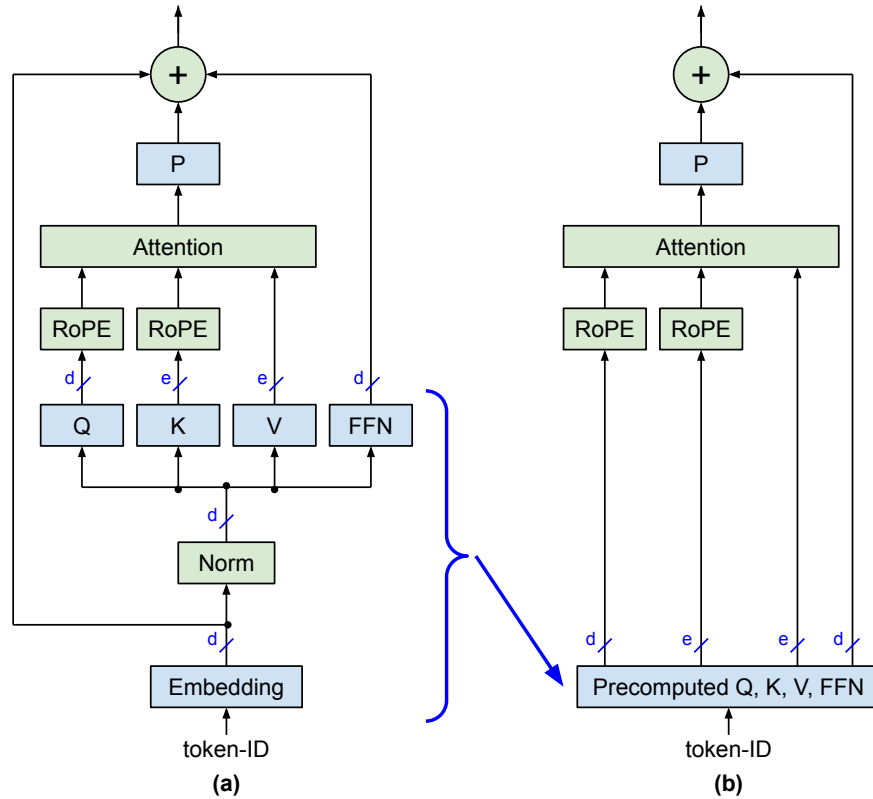 +
P
Attention
RoPE RoPE
d e e d
Q K V FFN
d
Norm
d
Embedding
token-ID
(a)
+
P
Attention
RoPE RoPE
d e e d
Precomputed Q, K, V, FFN
token-ID
(b)